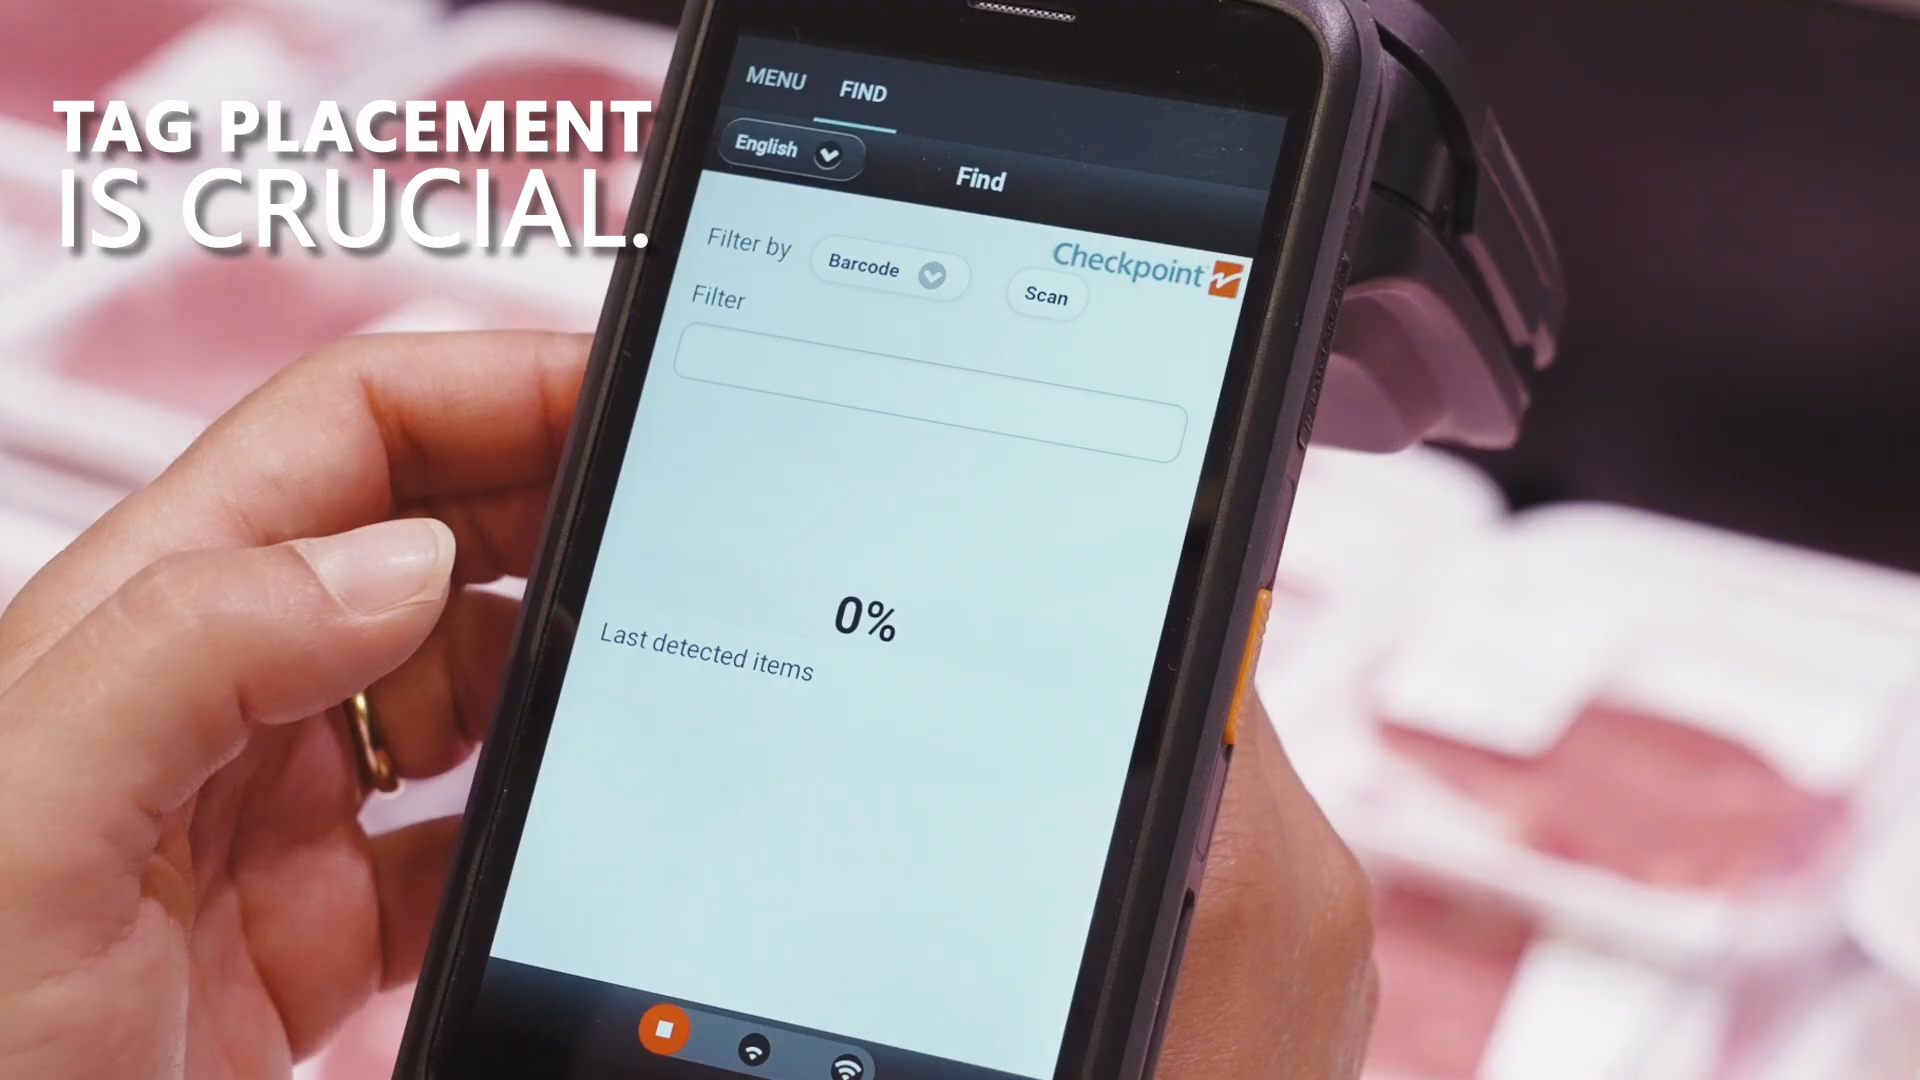 TAG PLACEMENT
IS CRUCIAL.
MENU FIND
English
Find
Filter by Barcode Scan Checkpoint
Filter
0%
Last detected items